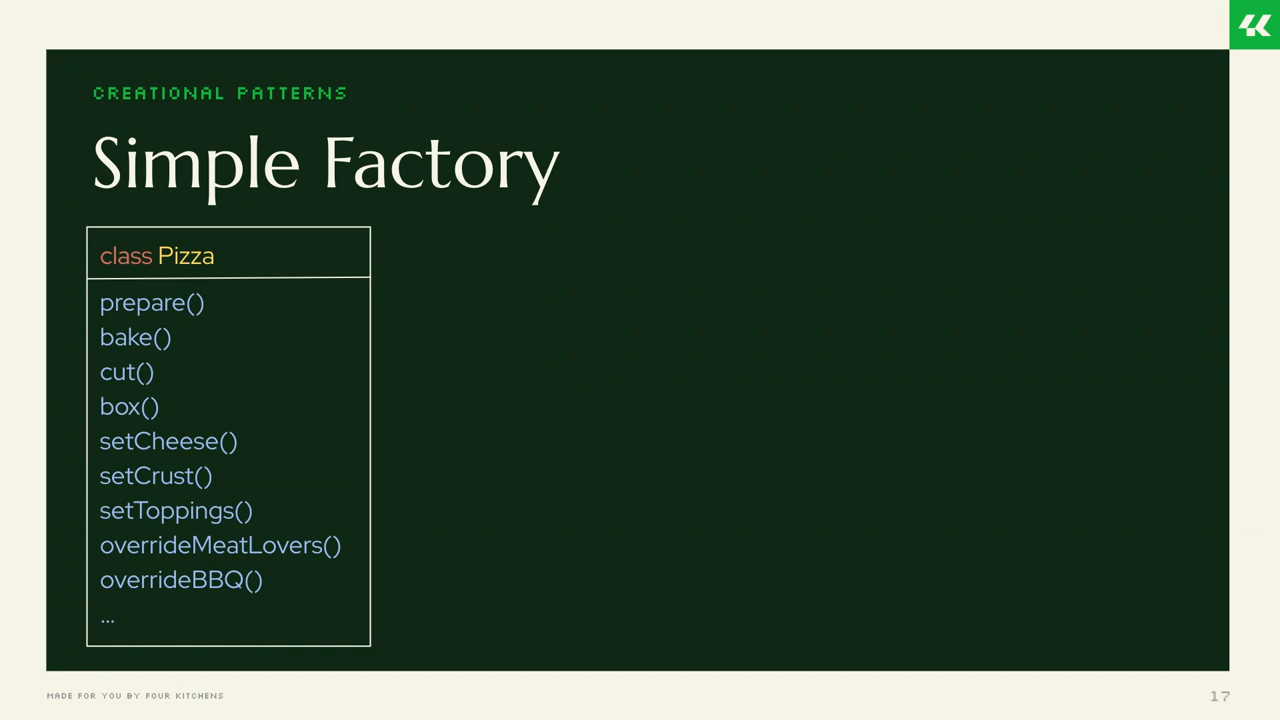 CREATIONAL PATTERNS
Simple Factory
class Pizza
prepare()
bake()
cut()
box()
setCheese()
setCrust()
setToppings()
overrideMeatLovers()
overrideBBQ()
...
MADE FOR YOU BY FOUR KITCHENS
17